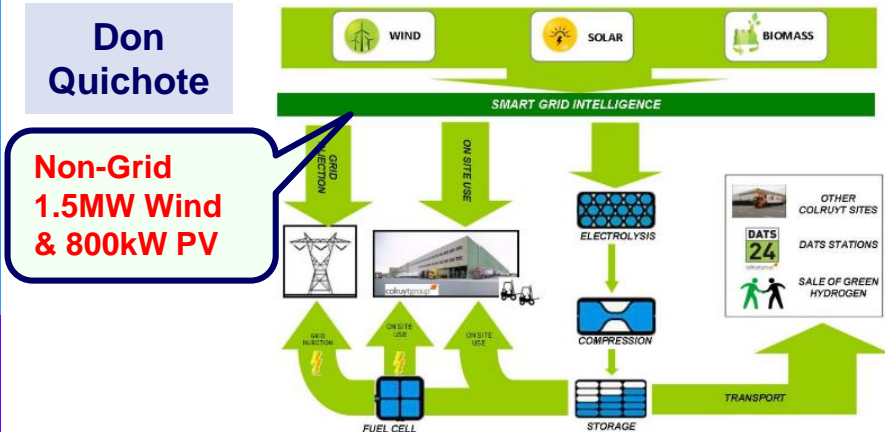 Don
Quichote
Non-Grid
1.5MW Wind
& 800kW PV
WIND
SOLAR
BIOMASS
SMART GRID INTELLIGENCE
GRID
INJECTION
ON SITE USE
ELECTROLYSIS
colruytgroup
COMPRESSION
GRID
INJECTION
ON SITE
USE
ON SITE
USE
FUEL CELL
STORAGE
TRANSPORT
OTHER
COLRUYT SITES
DATS
24
colruytgroup
DATS STATIONS
SALE OF GREEN
HYDROGEN